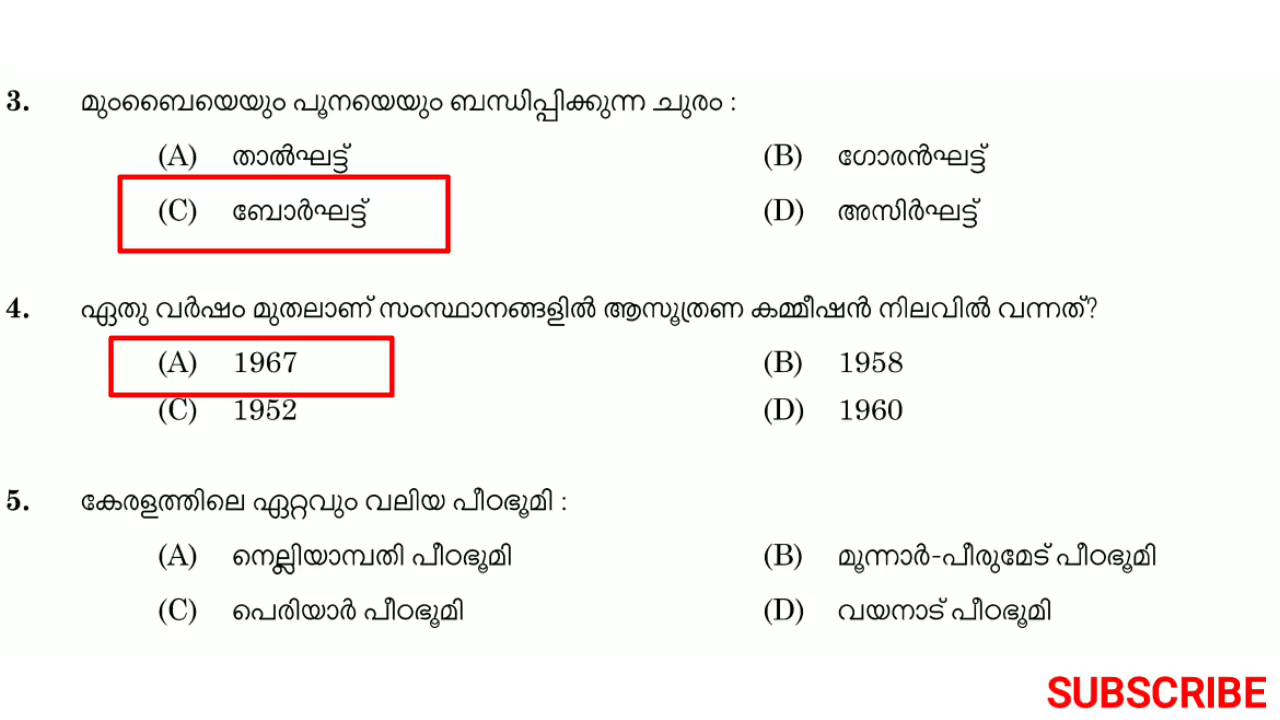 3. മുംബൈയെയും പൂനയെയും ബന്ധിപ്പിക്കുന്ന ചുരം :
(A) താൽഘട്ട് (B) ഗോരൻഘട്ട്
(C) ബോർഘട്ട് (D) അസിർഘട്ട്
4. ഏതു വർഷം മുതലാണ് സംസ്ഥാനങ്ങളിൽ ആസൂത്രണ കമ്മീഷൻ നിലവിൽ വന്നത്?
(A) 1967 (B) 1958
(C) 1952 (D) 1960
5. കേരളത്തിലെ ഏറ്റവും വലിയ പീഠഭൂമി :
(A) നെല്ലിയാമ്പതി പീഠഭൂമി (B) മൂന്നാർ-പീരുമേട് പീഠഭൂമി
(C) പെരിയാർ പീഠഭൂമി (D) വയനാട് പീഠഭൂമി
SUBSCRIBE